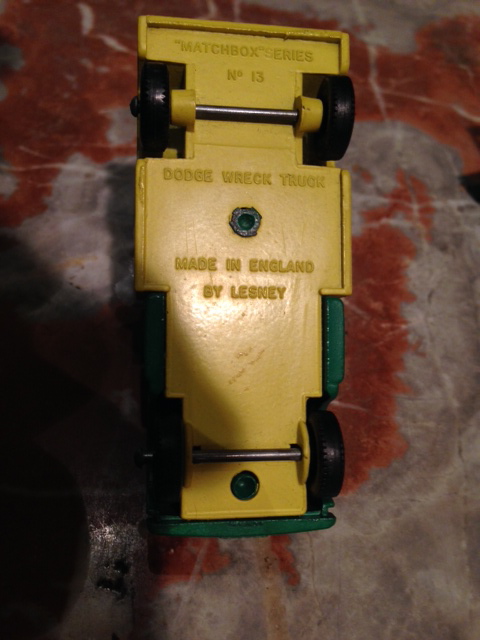 "MATCHBOX" SERIES
Nº 13
DODGE WRECK TRUCK
MADE IN ENGLAND
BY LESNEY